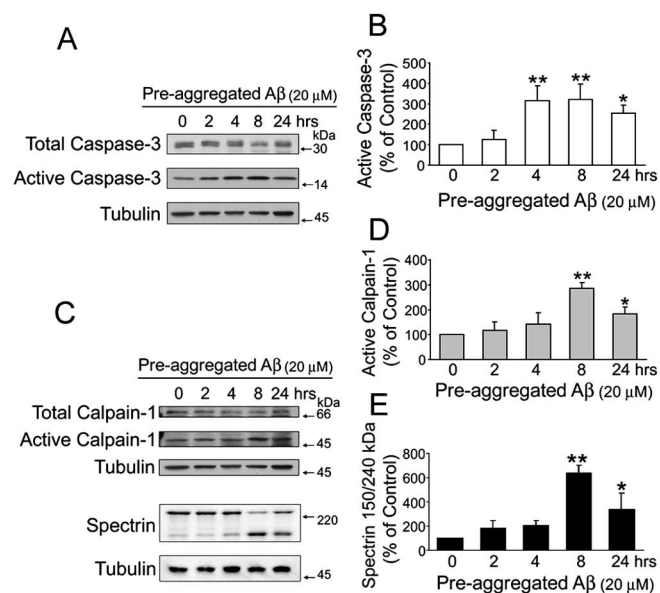 A
Pre-aggregated Aβ (20 μM)
0 2 4 8 24 hrs
kDa
Total Caspase-3
←30
Active Caspase-3
←14
Tubulin
←45
B
Active Caspase-3
(% of Control)
500
400
300
200
100
0
** ** *
0 2 4 8 24 hrs
Pre-aggregated Aβ (20 μM)
C
Pre-aggregated Aβ (20 μM)
0 2 4 8 24 hrs
kDa
Total Calpain-1
←66
Active Calpain-1
←45
Tubulin
←45
Spectrin
←220
Tubulin
←45
D
Active Calpain-1
(% of Control)
400
300
200
100
0
** *
0 2 4 8 24 hrs
Pre-aggregated Aβ (20 μM)
E
Spectrin 150/240 kDa
(% of Control)
800
600
400
200
0
** *
0 2 4 8 24 hrs
Pre-aggregated Aβ (20 μM)